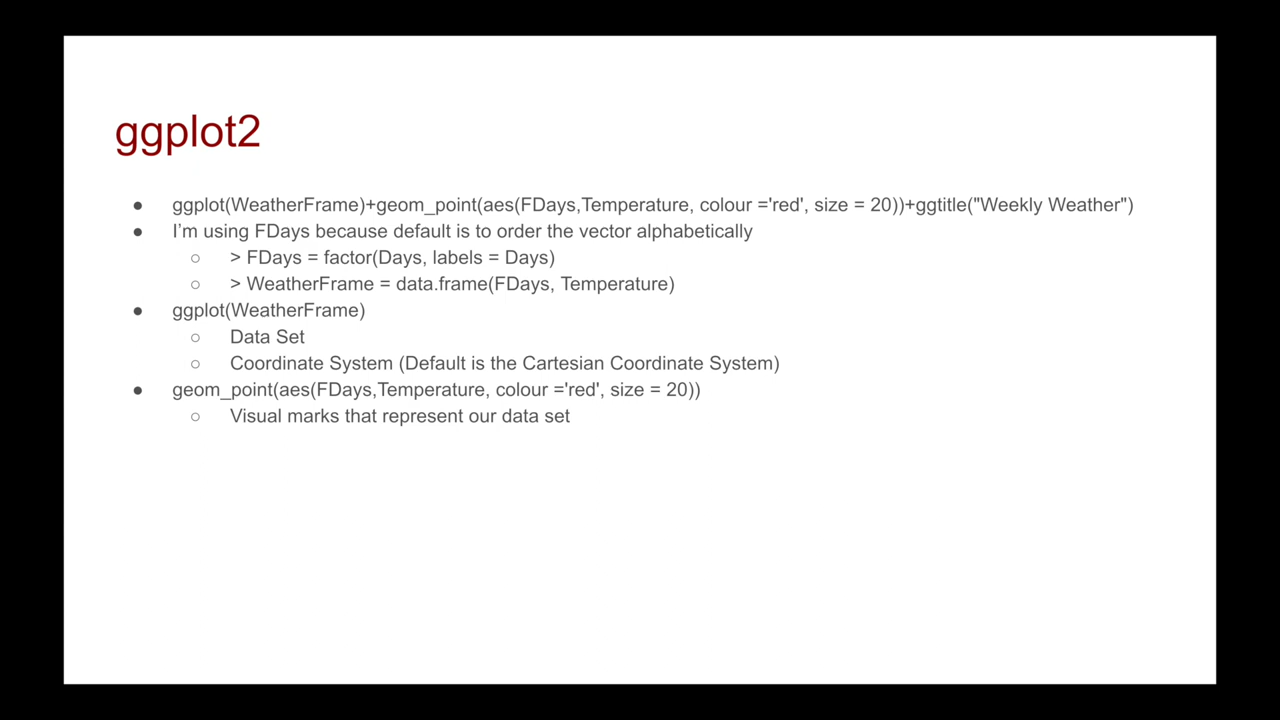 ggplot2
● ggplot(WeatherFrame)+geom_point(aes(FDays,Temperature, colour ='red', size = 20))+ggtitle("Weekly Weather")
● I’m using FDays because default is to order the vector alphabetically
○ > FDays = factor(Days, labels = Days)
○ > WeatherFrame = data.frame(FDays, Temperature)
● ggplot(WeatherFrame)
○ Data Set
○ Coordinate System (Default is the Cartesian Coordinate System)
● geom_point(aes(FDays,Temperature, colour ='red', size = 20))
○ Visual marks that represent our data set